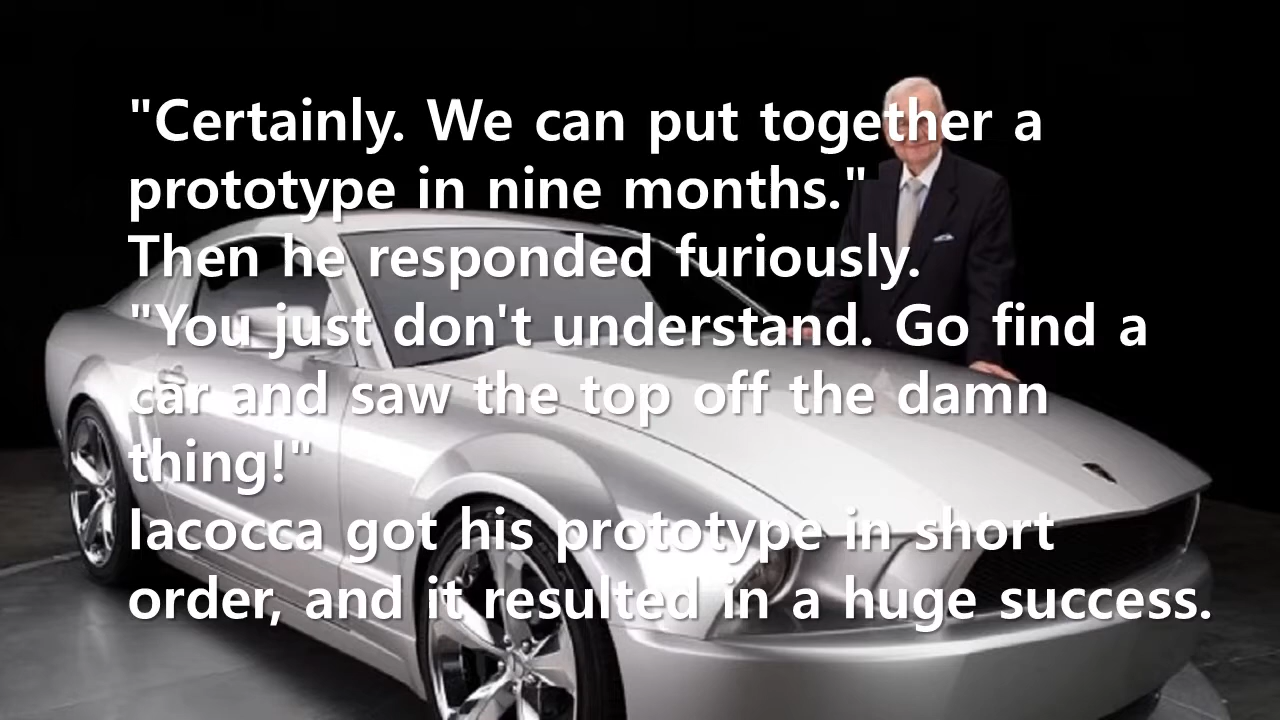 "Certainly. We can put together a
prototype in nine months."
Then he responded furiously.
"You just don't understand. Go find a
car and saw the top off the damn
thing!"
Iacocca got his prototype in short
order, and it resulted in a huge success.